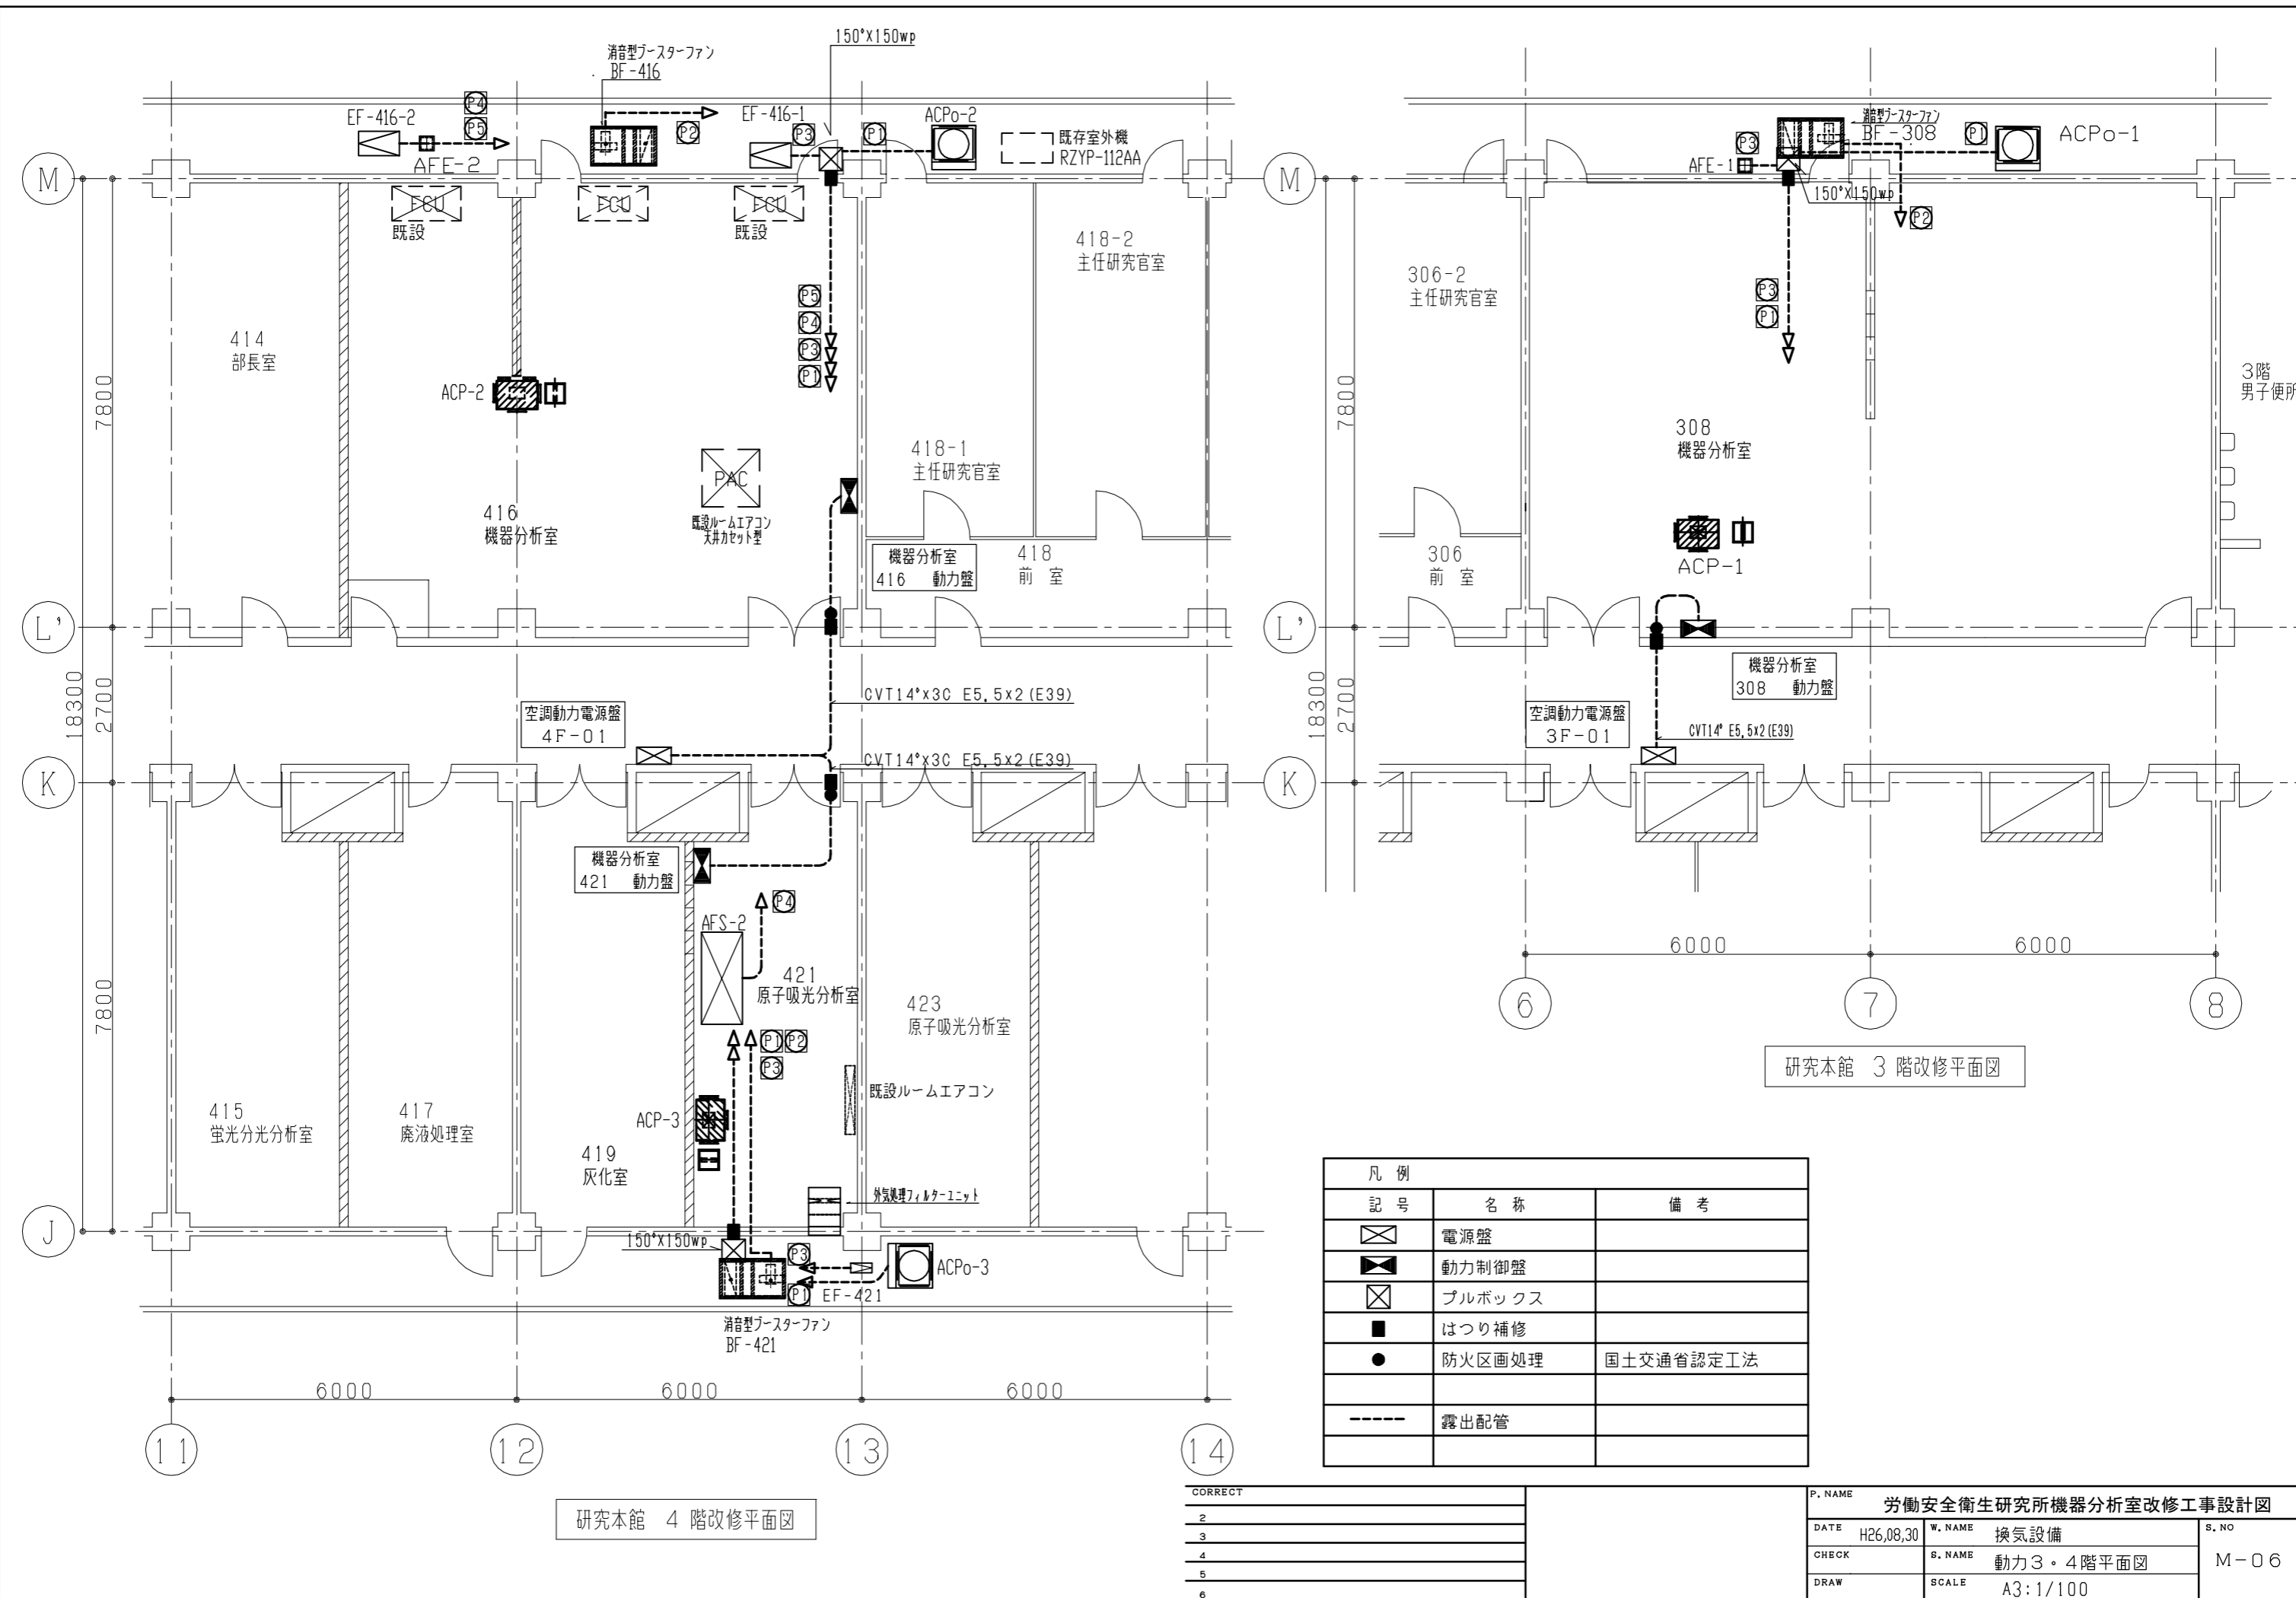 150°X150wp
消音型ブースターファン
BF-416
EF-416-2
P4
P5
AFE-2
P2
EF-416-1
P3
P1
ACPo-2
既存室外機
RZYP-112AA
M
FCU
既設
FCU
FCU
既設
414
部長室
ACP-2
7800
P5
P4
P3
P1
418-2
主任研究官室
418-1
主任研究官室
PAC
既設ルームエアコン
天井カセット型
416
機器分析室
機器分析室
416 動力盤
418
前 室
L'
18300
2700
CVT14°x3C E5.5x2(E39)
空調動力電源盤
4F-01
CVT14°x3C E5.5x2(E39)
K
機器分析室
421 動力盤
P4
AFS-2
421
原子吸光分析室
423
原子吸光分析室
7800
P1
P2
P3
既設ルームエアコン
ACP-3
415
蛍光分光分析室
417
廃液処理室
419
灰化室
外気処理フィルターユニット
J
150°X150wp
P3
P1
EF-421
ACPo-3
消音型ブースターファン
BF-421
6000
6000
6000
11
12
13
14
研究本館 4 階改修平面図
消音型ブースターファン
BF-308
P3
P1
ACPo-1
AFE-1
M
150°X150wp
P2
306-2
主任研究官室
P3
P1
3階
男子便所
7800
308
機器分析室
306
前 室
ACP-1
L'
機器分析室
308 動力盤
18300
2700
空調動力電源盤
3F-01
CVT14° E5.5x2(E39)
K
6000
6000
6
7
8
研究本館 3 階改修平面図
凡 例
記 号 名 称 備 考
電源盤
動力制御盤
プルボックス
はつり補修
防火区画処理 国土交通省認定工法
露出配管
CORRECT
2
3
4
5
6
P. NAME
労働安全衛生研究所機器分析室改修工事設計図
DATE H26,08,30 W. NAME 換気設備 S. NO
CHECK S. NAME 動力3・4階平面図 M-06
DRAW SCALE A3:1/100